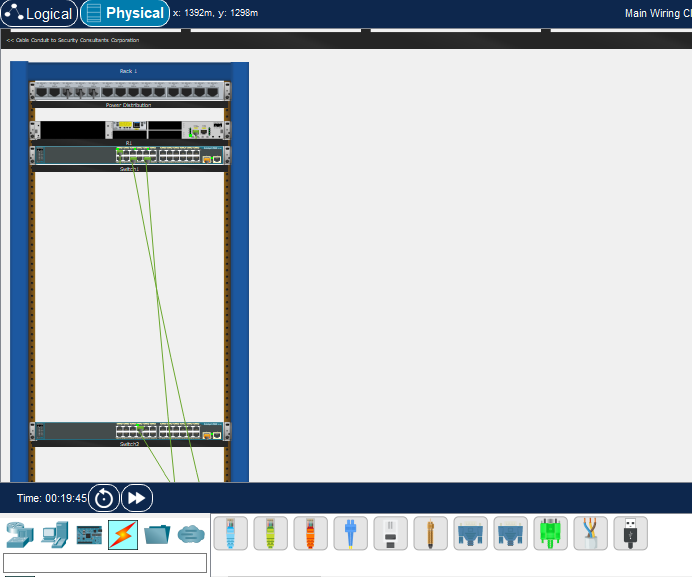 Logical
Physical
x: 1392m, y: 1298m
Main Wiring Cl
<< Cable Conduit to Security Consultants Corporation
Rack 1
Power Distribution
R1
Switch1
Switch2
Time: 00:19:45